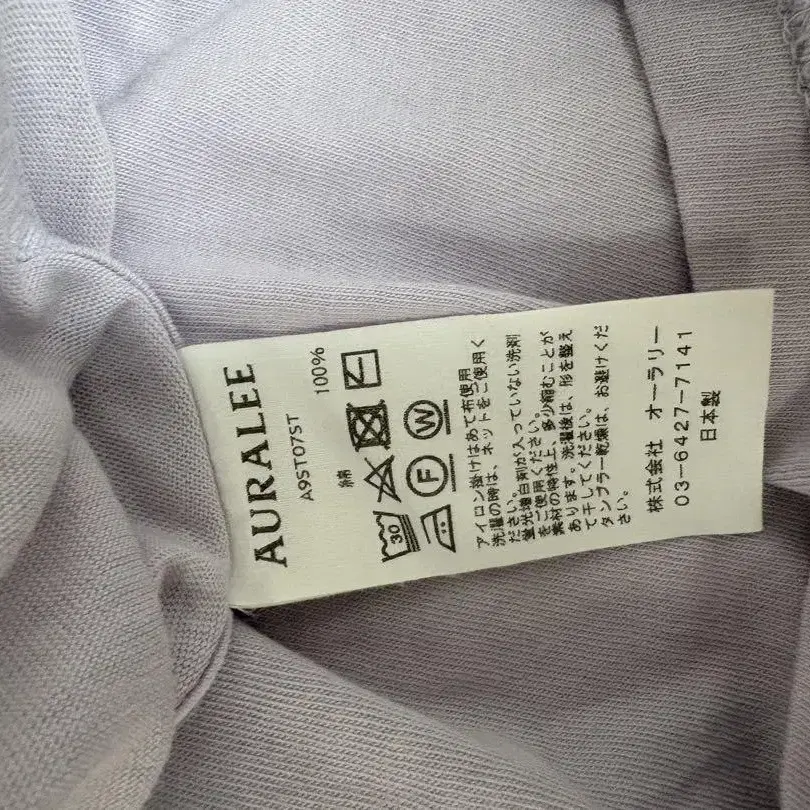 AURALEE
A9ST07ST
綿 100%
30
F W
アイロン掛けはあて布使用
洗濯の時は、ネットをご使用く
ださい。
蛍光増白剤が入っていない洗剤
をご使用ください。
素材の特性上、多少縮むことが
あります。洗濯後は、形を整え
て干してください。
タンブラー乾燥は、お避けくだ
さい。
株式会社 オーラリー
03-6427-7141
日本製